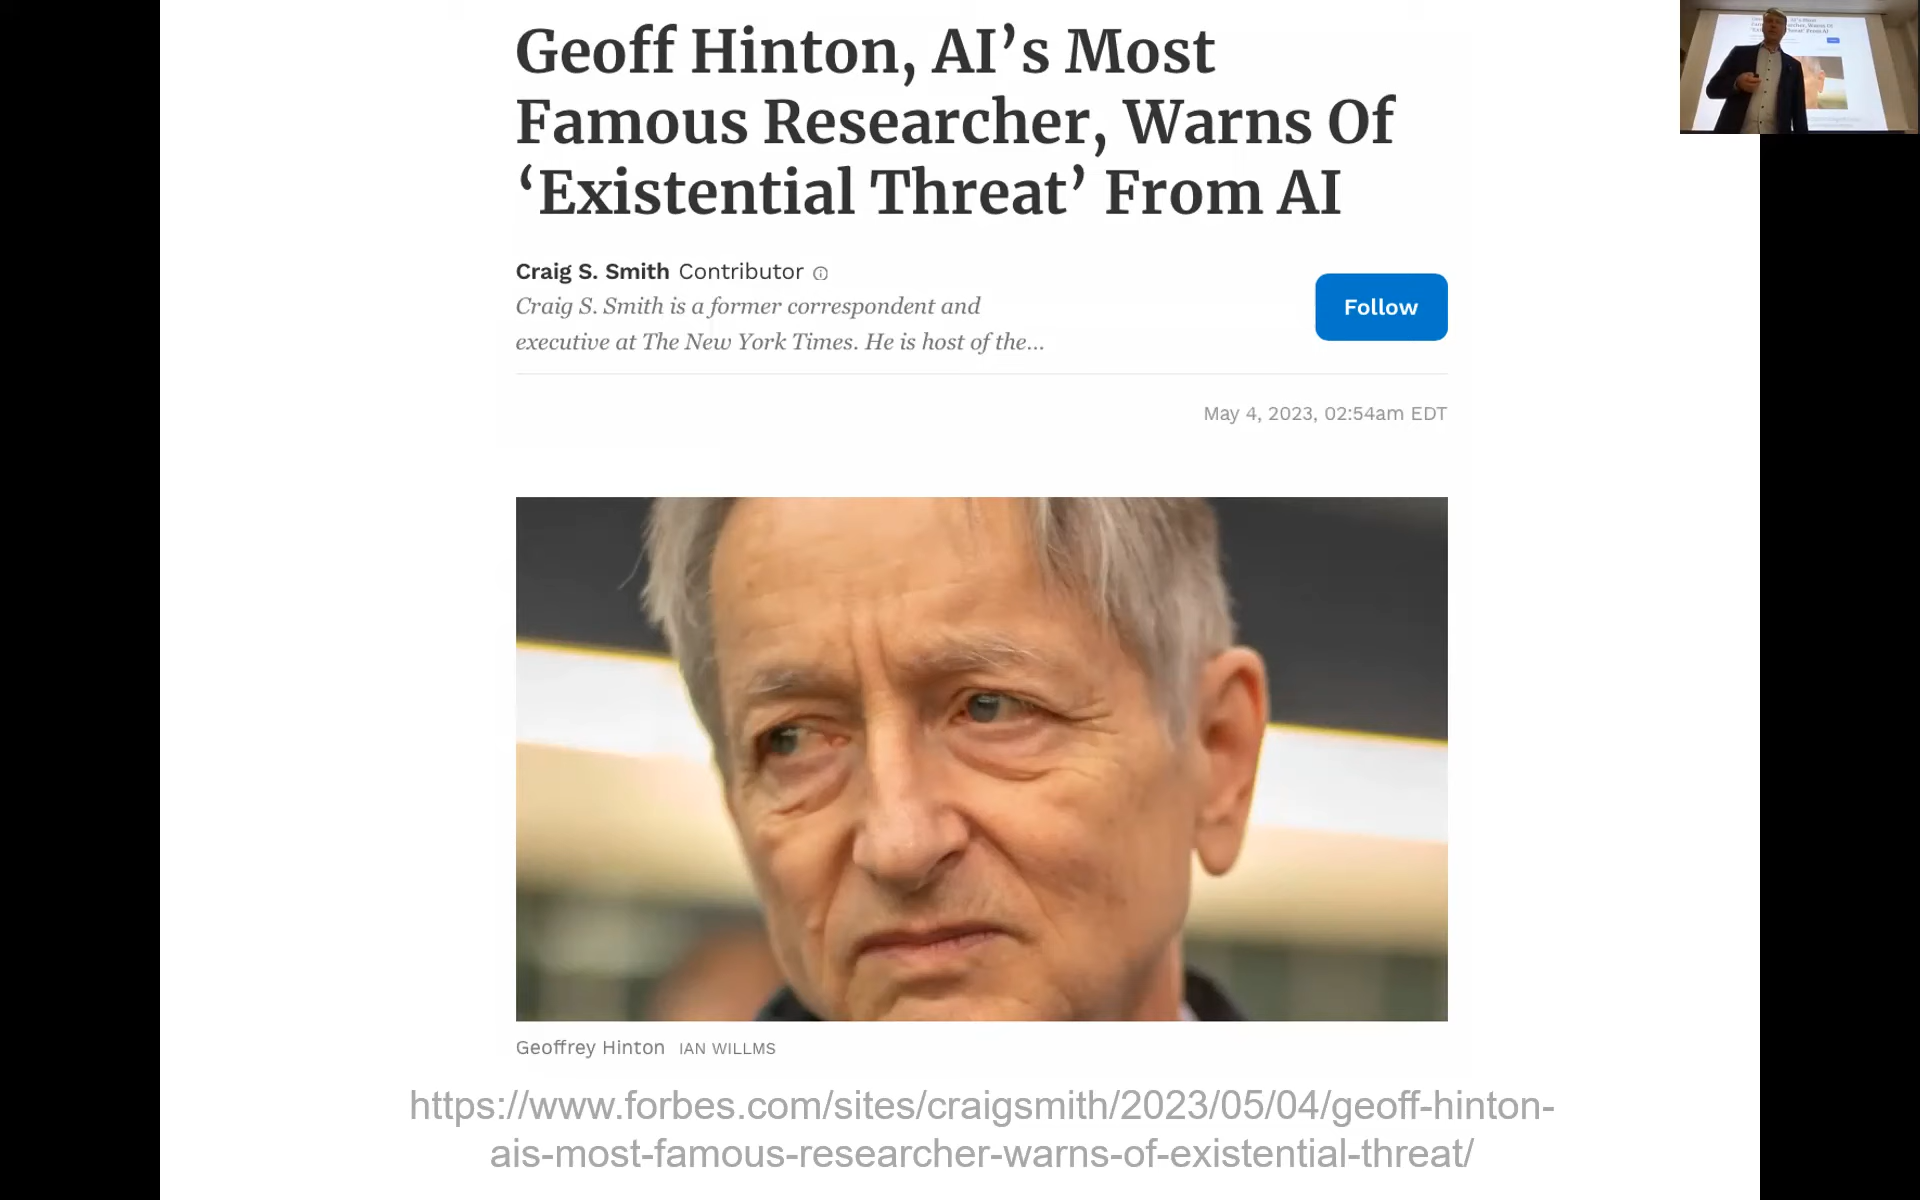 Geoff Hinton, AI’s Most
Famous Researcher, Warns Of
‘Existential Threat’ From AI
Craig S. Smith Contributor
Craig S. Smith is a former correspondent and
executive at The New York Times. He is host of the...
Follow
May 4, 2023, 02:54am EDT
Geoffrey Hinton IAN WILLMS
https://www.forbes.com/sites/craigsmith/2023/05/04/geoff-hinton-
ais-most-famous-researcher-warns-of-existential-threat/